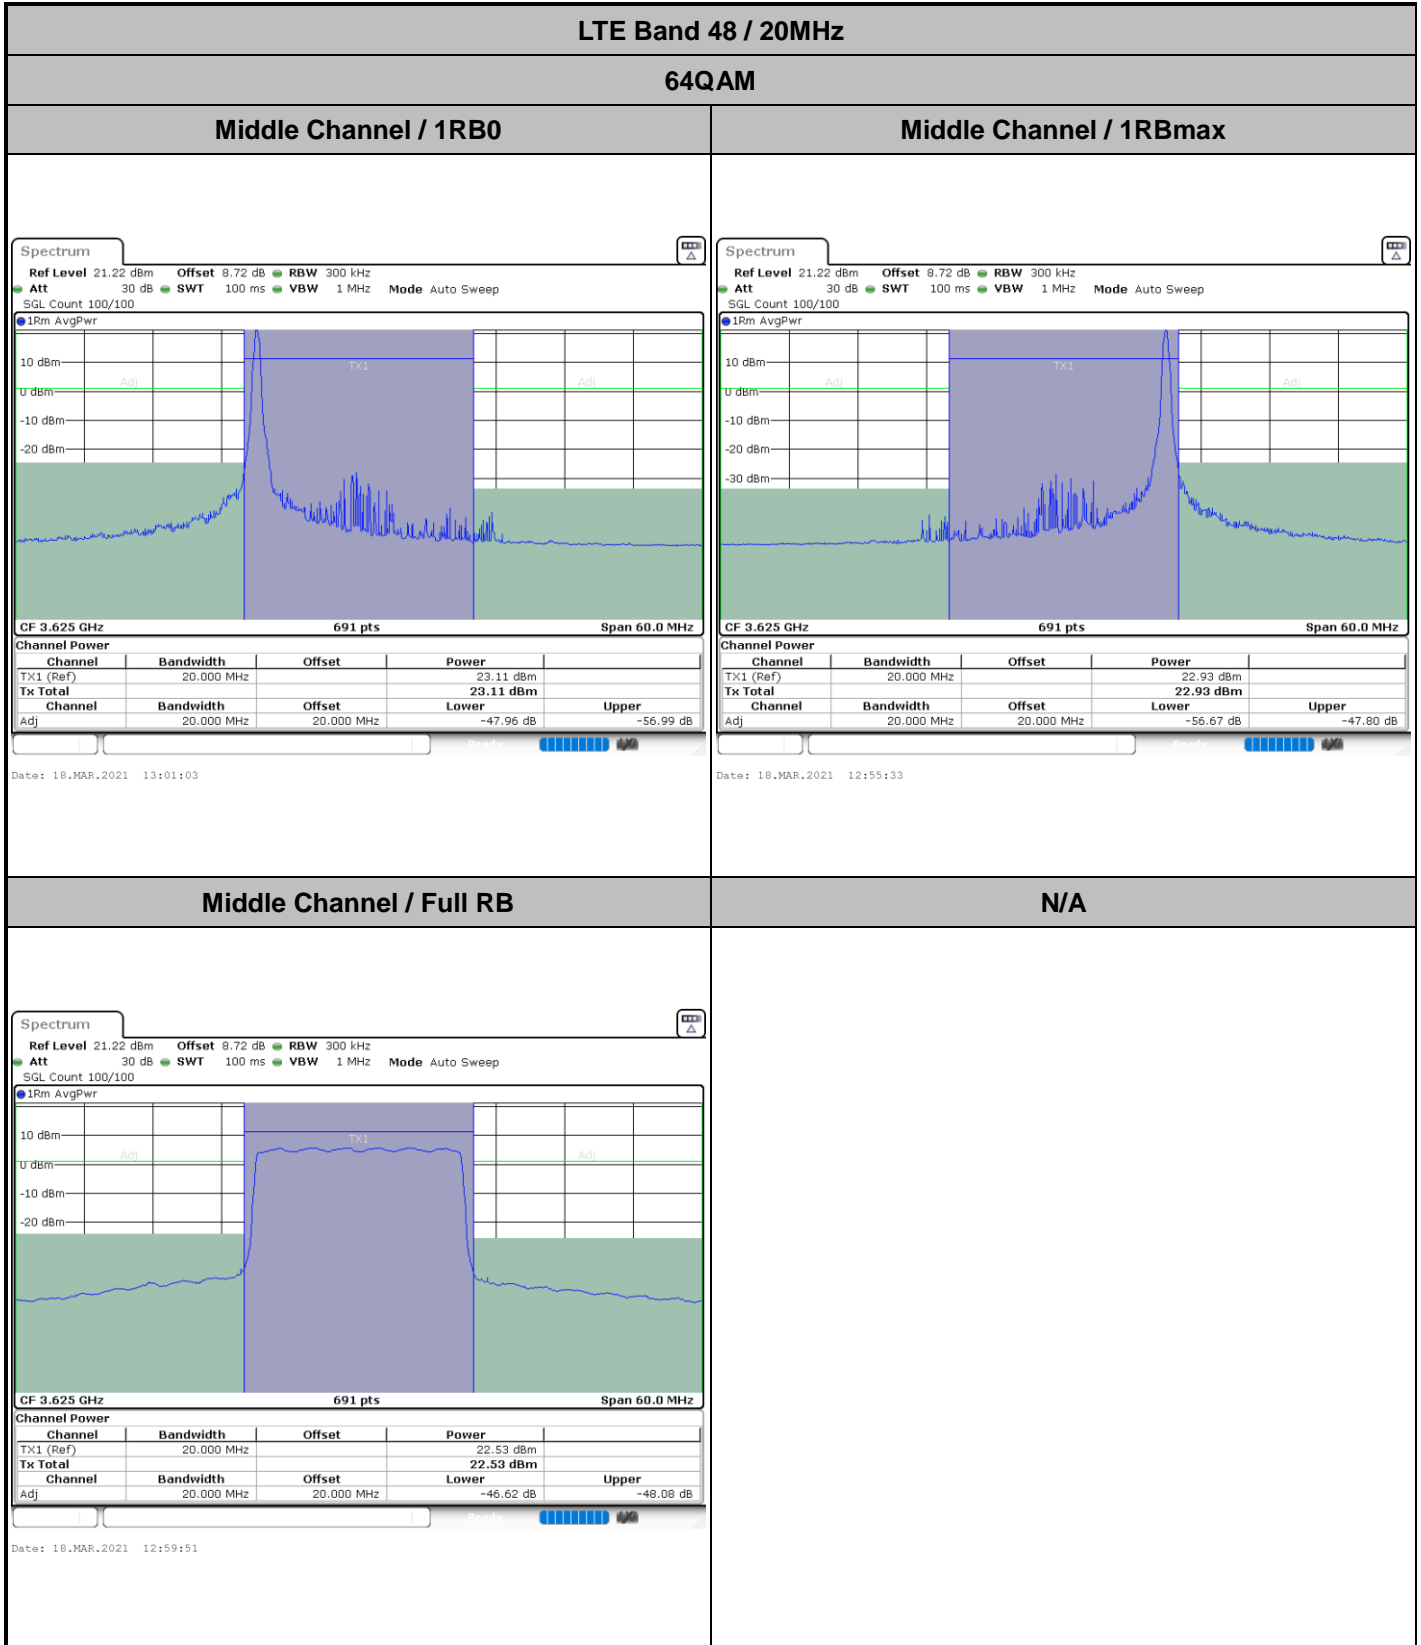 LTE Band 48 / 20MHz
64QAM
Middle Channel / 1RB0
Middle Channel / 1RBmax
Spectrum
Ref Level 21.22 dBm Offset 8.72 dB RBW 300 kHz
Att 30 dB SWT 100 ms VBW 1 MHz Mode Auto Sweep
SGL Count 100/100
1Rm AvgPwr
10 dBm
TX1
Adj
Adj
0 dBm
-10 dBm
-20 dBm
CF 3.625 GHz 691 pts Span 60.0 MHz
Channel Power
Channel Bandwidth Offset Power
TX1 (Ref) 20.000 MHz 23.11 dBm
Tx Total 23.11 dBm
Channel Bandwidth Offset Lower Upper
Adj 20.000 MHz 20.000 MHz -47.96 dB -56.99 dB
Ready
Date: 18.MAR.2021 13:01:03
Spectrum
Ref Level 21.22 dBm Offset 8.72 dB RBW 300 kHz
Att 30 dB SWT 100 ms VBW 1 MHz Mode Auto Sweep
SGL Count 100/100
1Rm AvgPwr
10 dBm
TX1
Adj
Adj
0 dBm
-10 dBm
-20 dBm
-30 dBm
CF 3.625 GHz 691 pts Span 60.0 MHz
Channel Power
Channel Bandwidth Offset Power
TX1 (Ref) 20.000 MHz 22.93 dBm
Tx Total 22.93 dBm
Channel Bandwidth Offset Lower Upper
Adj 20.000 MHz 20.000 MHz -56.67 dB -47.80 dB
Ready
Date: 18.MAR.2021 12:55:33
Middle Channel / Full RB
N/A
Spectrum
Ref Level 21.22 dBm Offset 8.72 dB RBW 300 kHz
Att 30 dB SWT 100 ms VBW 1 MHz Mode Auto Sweep
SGL Count 100/100
1Rm AvgPwr
10 dBm
TX1
Adj
Adj
0 dBm
-10 dBm
-20 dBm
CF 3.625 GHz 691 pts Span 60.0 MHz
Channel Power
Channel Bandwidth Offset Power
TX1 (Ref) 20.000 MHz 22.53 dBm
Tx Total 22.53 dBm
Channel Bandwidth Offset Lower Upper
Adj 20.000 MHz 20.000 MHz -46.62 dB -48.08 dB
Ready
Date: 18.MAR.2021 12:59:51